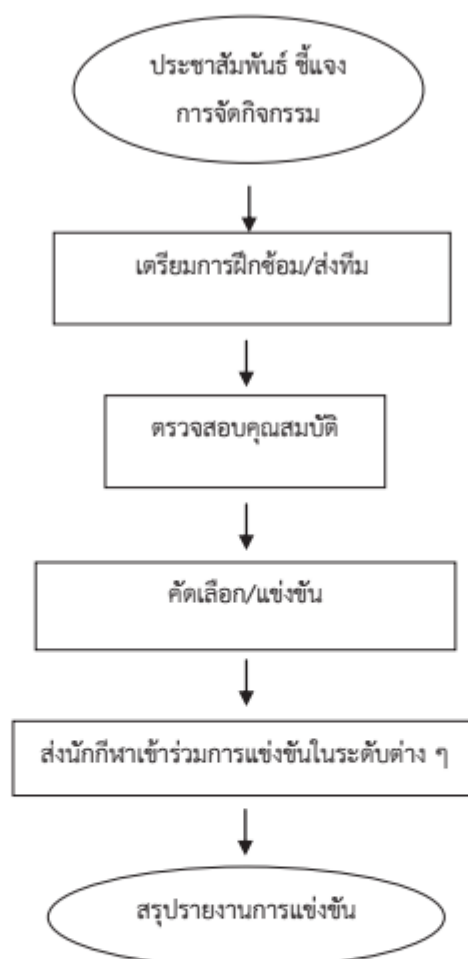 ประชาสัมพันธ์ ชี้แจง
การจัดกิจกรรม
เตรียมการฝึกซ้อม/ส่งทีม
ตรวจสอบคุณสมบัติ
คัดเลือก/แข่งขัน
ส่งนักกีฬาเข้าร่วมการแข่งขันในระดับต่าง ๆ
สรุปรายงานการแข่งขัน